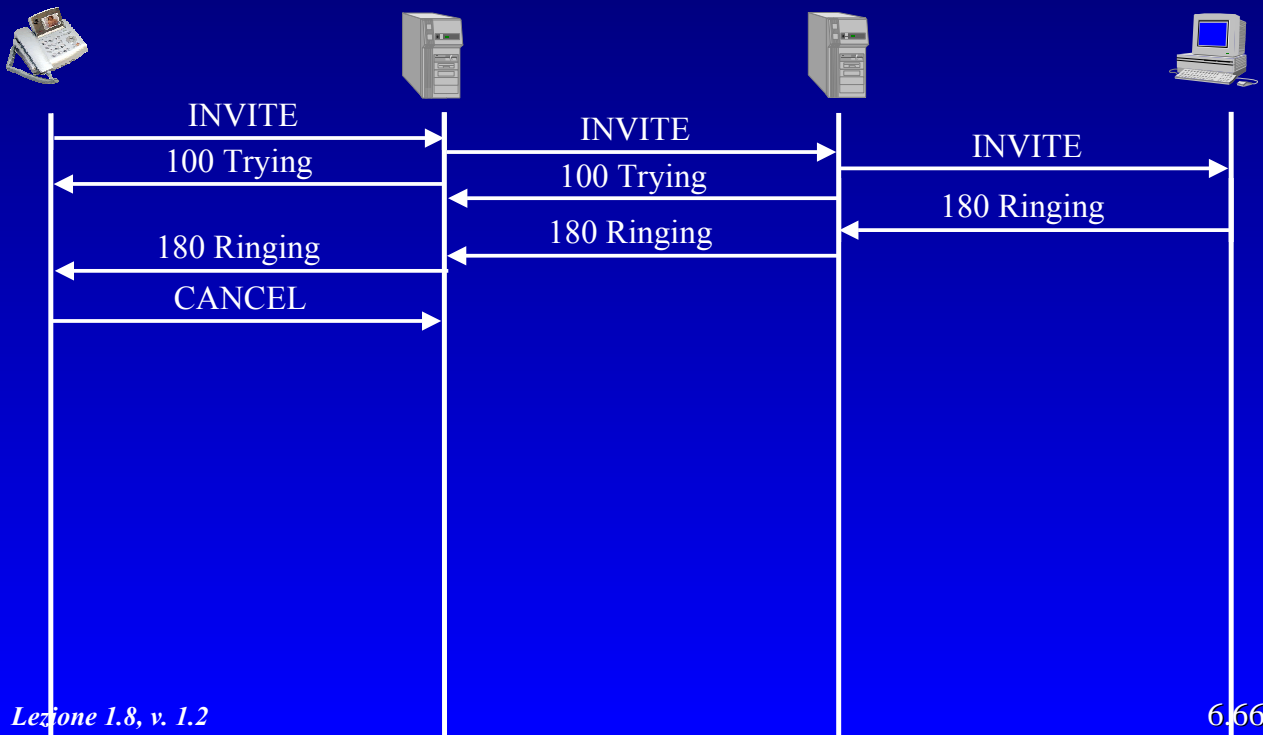 INVITE
INVITE
INVITE
100 Trying
100 Trying
180 Ringing
180 Ringing
180 Ringing
CANCEL
Lezione 1.8, v. 1.2
6.66